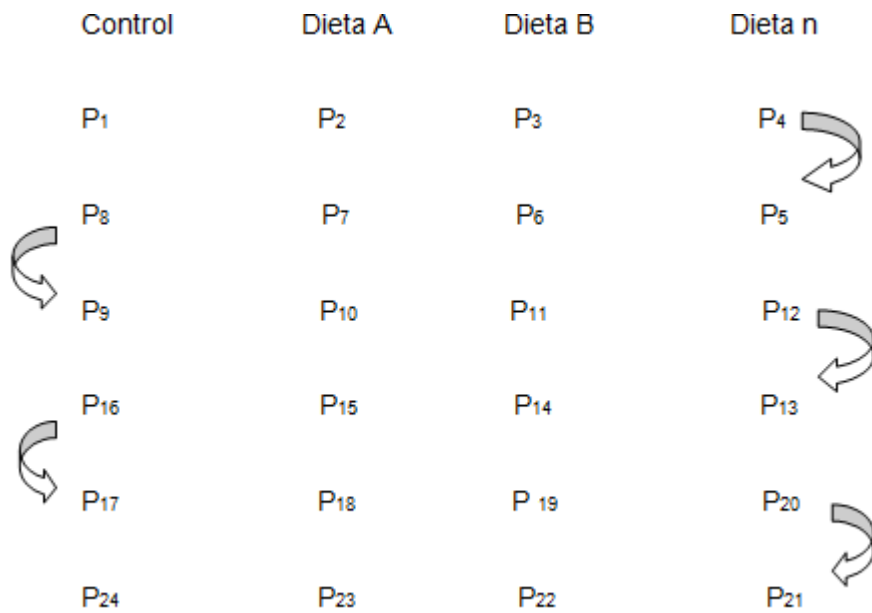 Control Dieta A Dieta B Dieta n
P1 P2 P3 P4
P8 P7 P6 P5
P9 P10 P11 P12
P16 P15 P14 P13
P17 P18 P 19 P20
P24 P23 P22 P21